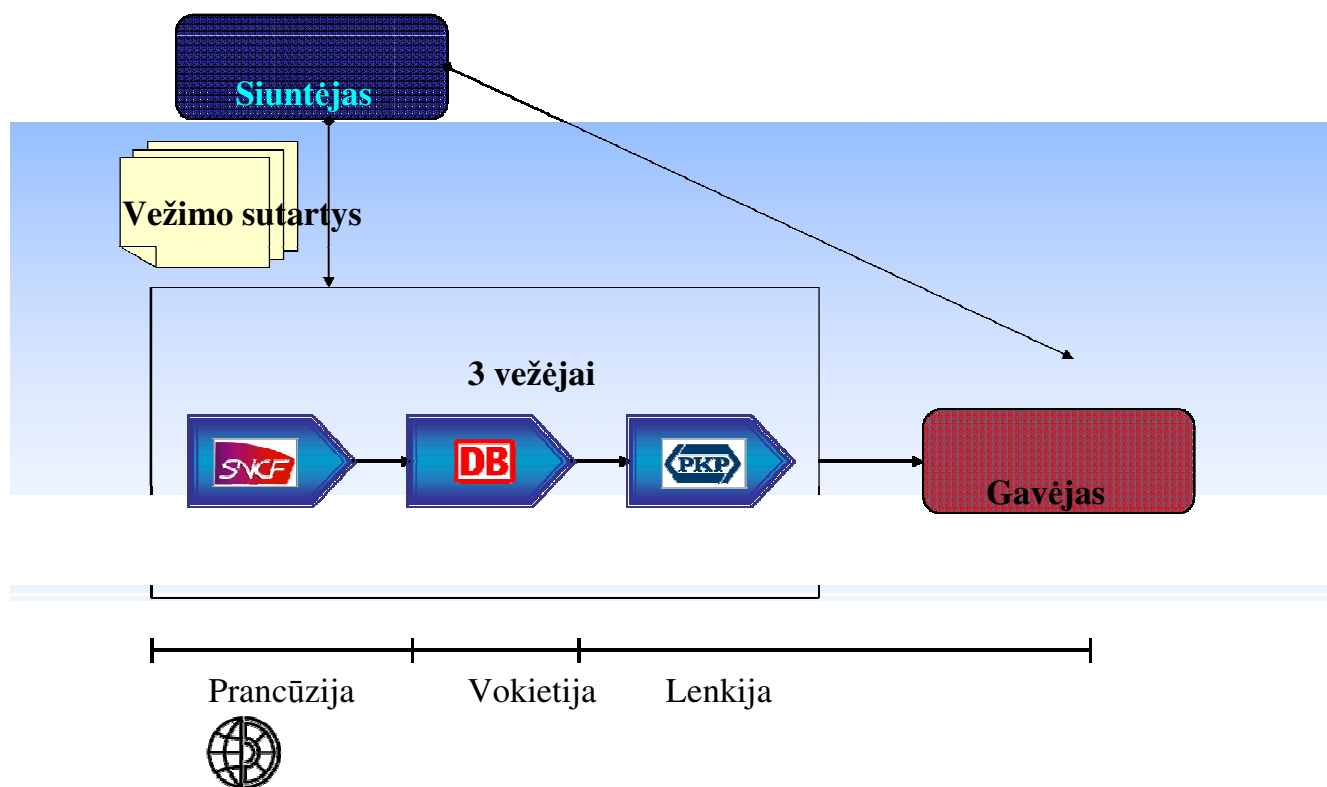 Siuntėjas
Vežimo sutartys
3 vežėjai
SNCF
DB
PKP
Gavėjas
Prancūzija
Vokietija
Lenkija